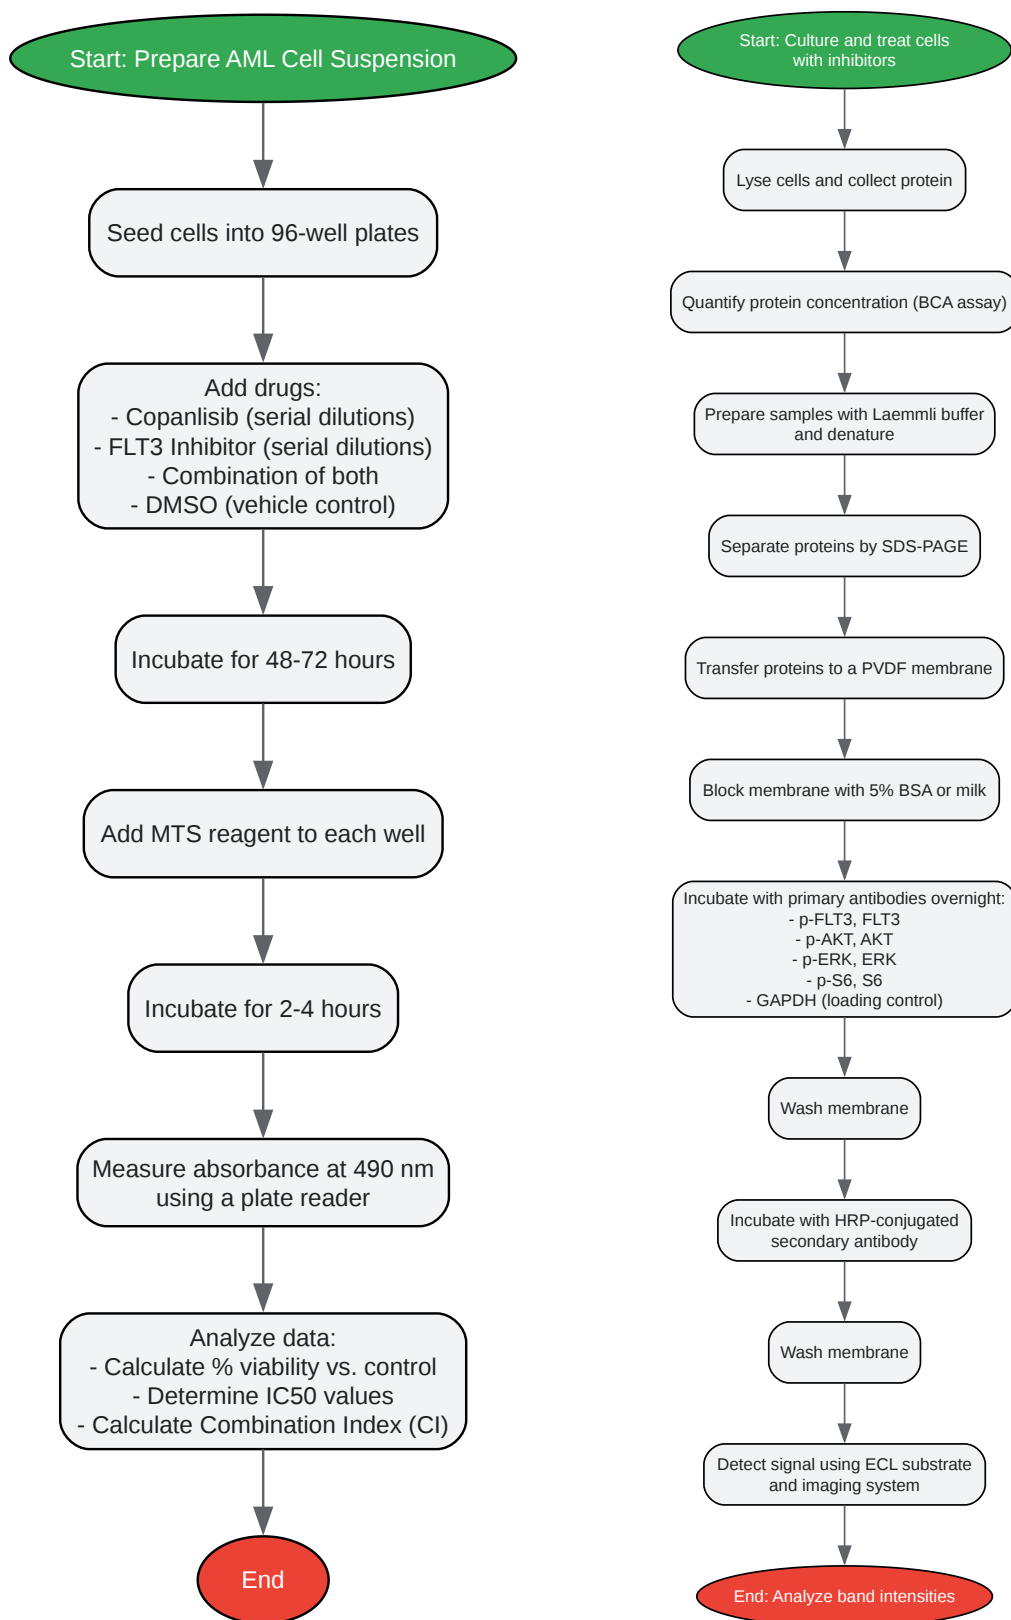 Start: Prepare AML Cell Suspension
Seed cells into 96-well plates
Add drugs:
- Copanlisib (serial dilutions)
- FLT3 Inhibitor (serial dilutions)
- Combination of both
- DMSO (vehicle control)
Incubate for 48-72 hours
Add MTS reagent to each well
Incubate for 2-4 hours
Measure absorbance at 490 nm
using a plate reader
Analyze data:
- Calculate % viability vs. control
- Determine IC50 values
- Calculate Combination Index (CI)
End
Start: Culture and treat cells
with inhibitors
Lyse cells and collect protein
Quantify protein concentration (BCA assay)
Prepare samples with Laemmli buffer
and denature
Separate proteins by SDS-PAGE
Transfer proteins to a PVDF membrane
Block membrane with 5% BSA or milk
Incubate with primary antibodies overnight:
- p-FLT3, FLT3
- p-AKT, AKT
- p-ERK, ERK
- p-S6, S6
- GAPDH (loading control)
Wash membrane
Incubate with HRP-conjugated
secondary antibody
Wash membrane
Detect signal using ECL substrate
and imaging system
End: Analyze band intensities